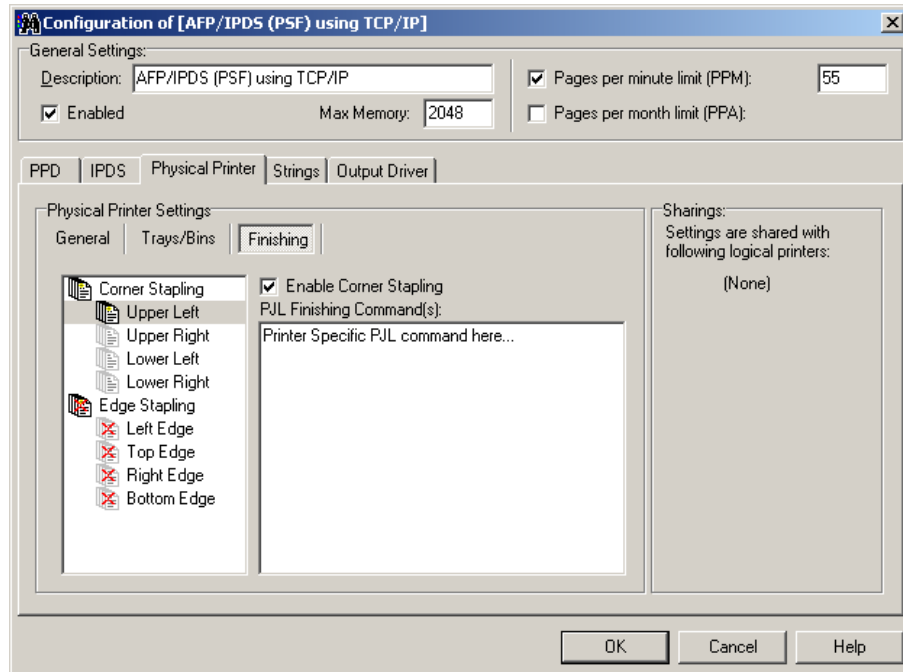 Configuration of [AFP/IPDS (PSF) using TCP/IP]
General Settings:
Description: AFP/IPDS (PSF) using TCP/IP
Pages per minute limit (PPM): 55
Enabled Max Memory: 2048
Pages per month limit (PPA):
PPD IPDS Physical Printer Strings Output Driver
Physical Printer Settings
General Trays/Bins Finishing
Corner Stapling
Upper Left
Upper Right
Lower Left
Lower Right
Edge Stapling
Left Edge
Top Edge
Right Edge
Bottom Edge
Enable Corner Stapling
PJL Finishing Command(s):
Printer Specific PJL command here...
Sharings:
Settings are shared with
following logical printers:
(None)
OK Cancel Help